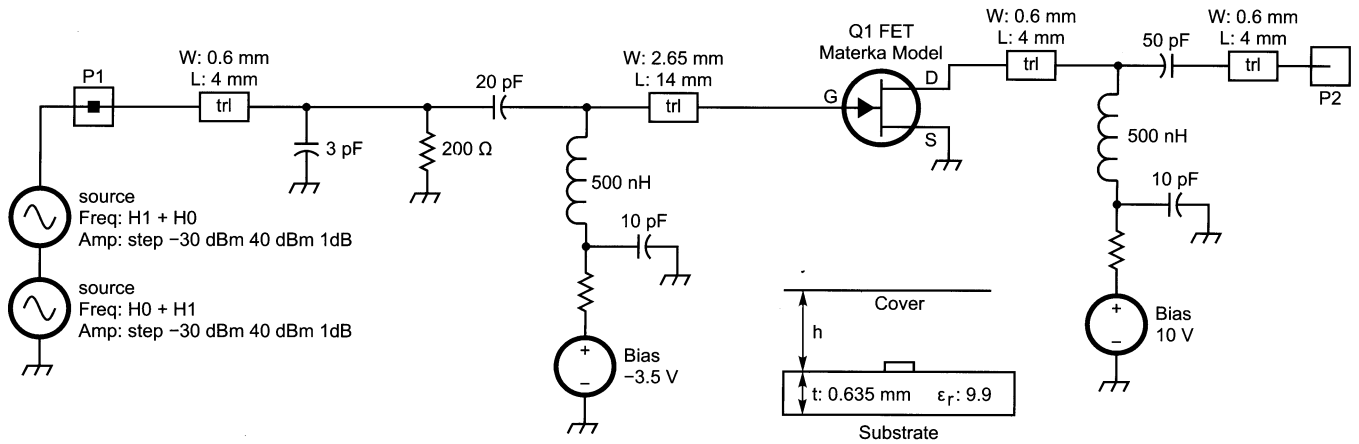 P1
W: 0.6 mm
L: 4 mm
trl
3 pF
200 Ω
20 pF
500 nH
10 pF
Bias
−3.5 V
W: 2.65 mm
L: 14 mm
trl
Q1 FET
Materka Model
G
D
S
W: 0.6 mm
L: 4 mm
trl
50 pF
W: 0.6 mm
L: 4 mm
trl
P2
500 nH
10 pF
+
−
Bias
10 V
source
Freq: H1 + H0
Amp: step −30 dBm 40 dBm 1dB
source
Freq: H0 + H1
Amp: step −30 dBm 40 dBm 1dB
+
−
Cover
h
t: 0.635 mm εr: 9.9
Substrate